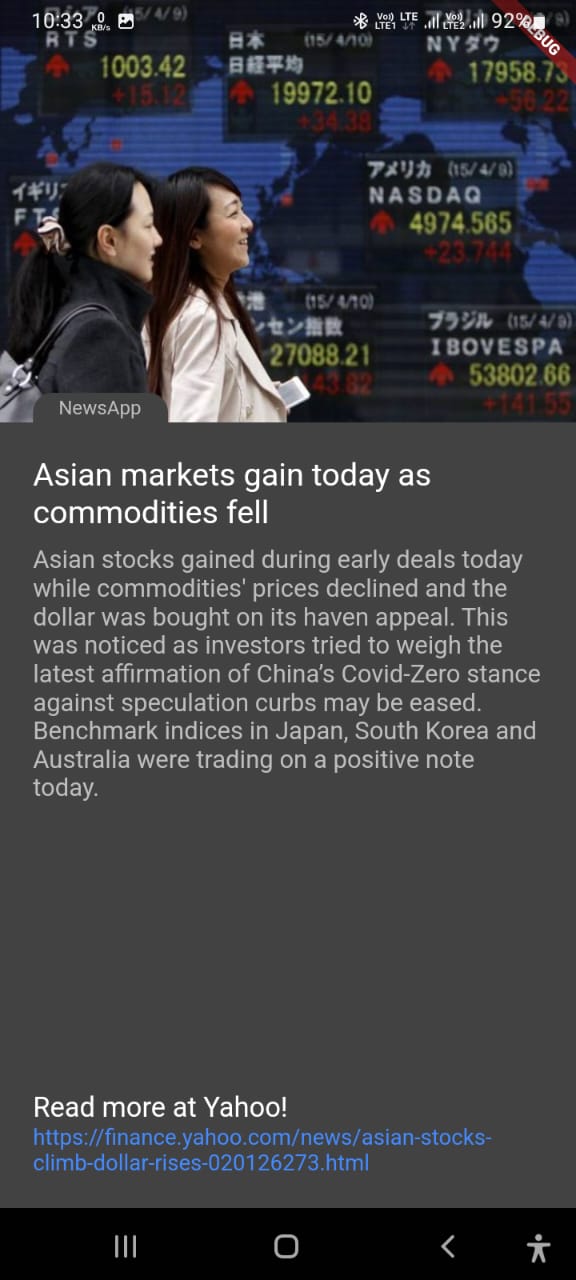 10:33 0 KB/s Vo) LTE1 LTE Vo) LTE2 92%
DEBUG
(15/4/9)
RTS
1003.42
+15.12
日本 (15/4/10)
日経平均
19972.10
+34.38
NYダウ
17958.73
+56.22
アメリカ (15/4/9)
NASDAQ
4974.565
+23.744
イギリ
FT
港 (15/4/10)
ンセン指数
27088.21
43.82
ブラジル (15/4/9)
IBOVESPA
53802.66
+141.55
NewsApp
Asian markets gain today as
commodities fell
Asian stocks gained during early deals today
while commodities' prices declined and the
dollar was bought on its haven appeal. This
was noticed as investors tried to weigh the
latest affirmation of China’s Covid-Zero stance
against speculation curbs may be eased.
Benchmark indices in Japan, South Korea and
Australia were trading on a positive note
today.
Read more at Yahoo!
https://finance.yahoo.com/news/asian-stocks-
climb-dollar-rises-020126273.html